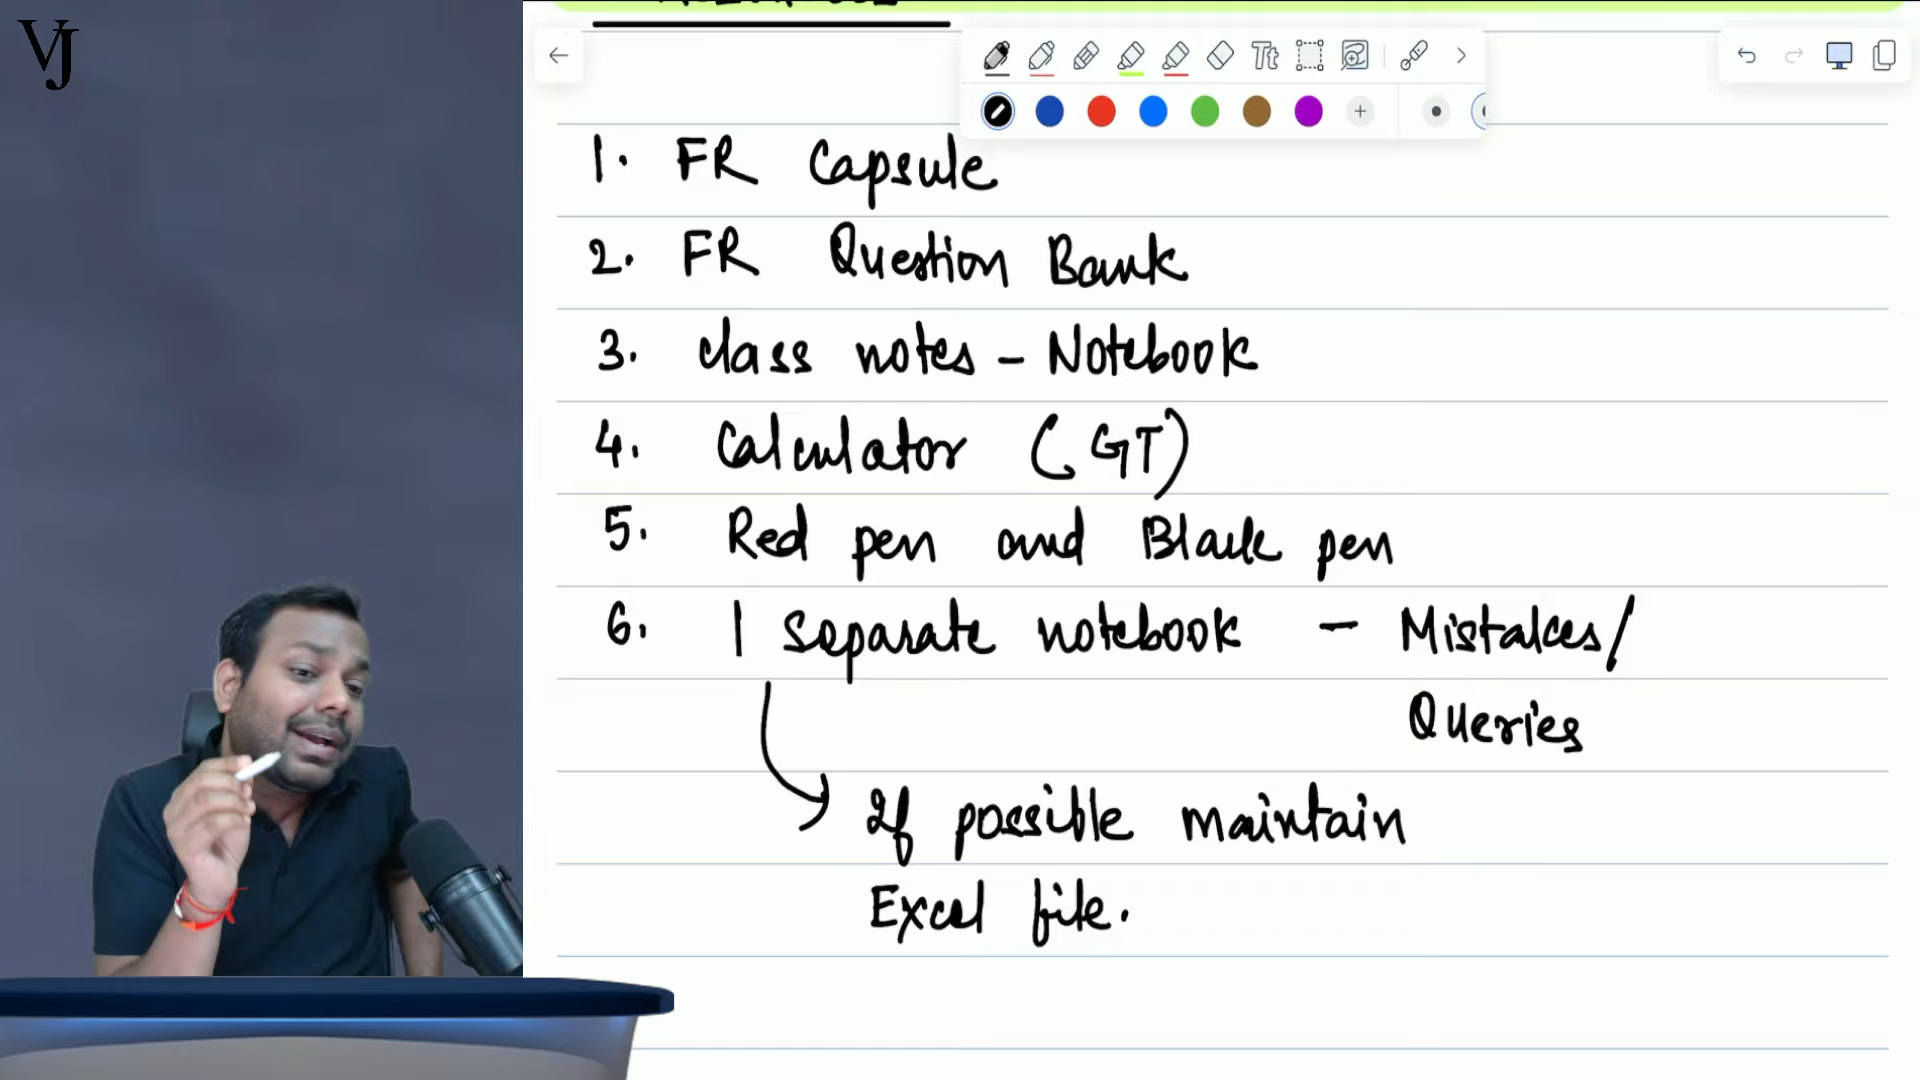 VJ
Tt
1. FR Capsule
2. FR Question Bank
3. class notes - Notebook
4. Calculator (GT)
5. Red pen and Black pen
6. 1 separate notebook - Mistakes/
Queries
If possible maintain
Excel file.